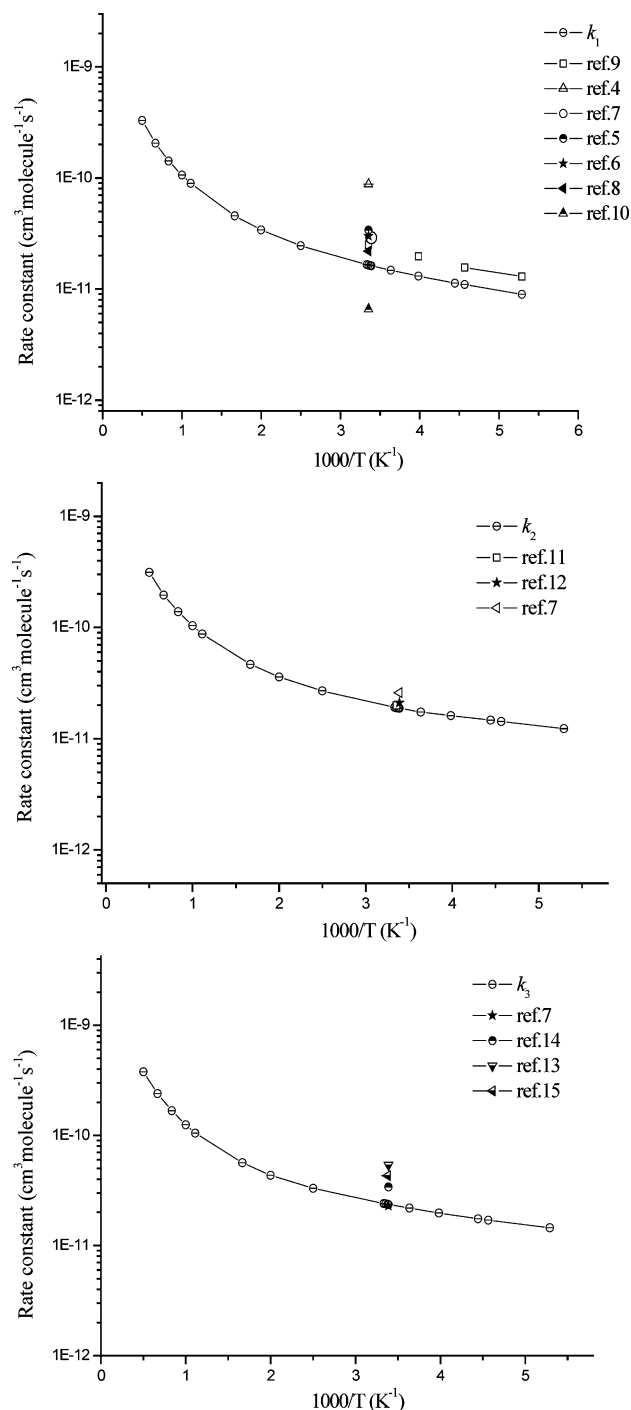 k₁
ref.9
ref.4
ref.7
ref.5
ref.6
ref.8
ref.10
1E-9
1E-10
1E-11
1E-12
Rate constant (cm³molecule⁻¹s⁻¹)
0 1 2 3 4 5 6
1000/T (K⁻¹)
k₂
ref.11
ref.12
ref.7
1E-9
1E-10
1E-11
1E-12
Rate constant (cm³molecule⁻¹s⁻¹)
0 1 2 3 4 5
1000/T (K⁻¹)
k₃
ref.7
ref.14
ref.13
ref.15
1E-9
1E-10
1E-11
1E-12
Rate constant (cm³molecule⁻¹s⁻¹)
0 1 2 3 4 5
1000/T (K⁻¹)